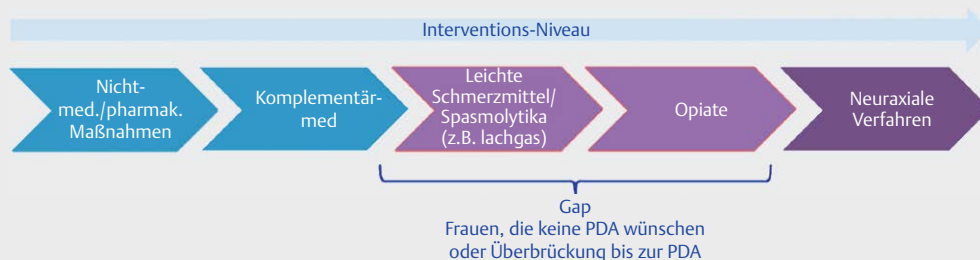 Interventions-Niveau
Nicht-
med./pharmak.
Maßnahmen
Komplementär-
med
Leichte
Schmerzmittel/
Spasmolytika
(z.B. lachgas)
Opiate
Neuraxiale
Verfahren
Gap
Frauen, die keine PDA wünschen
oder Überbrückung bis zur PDA